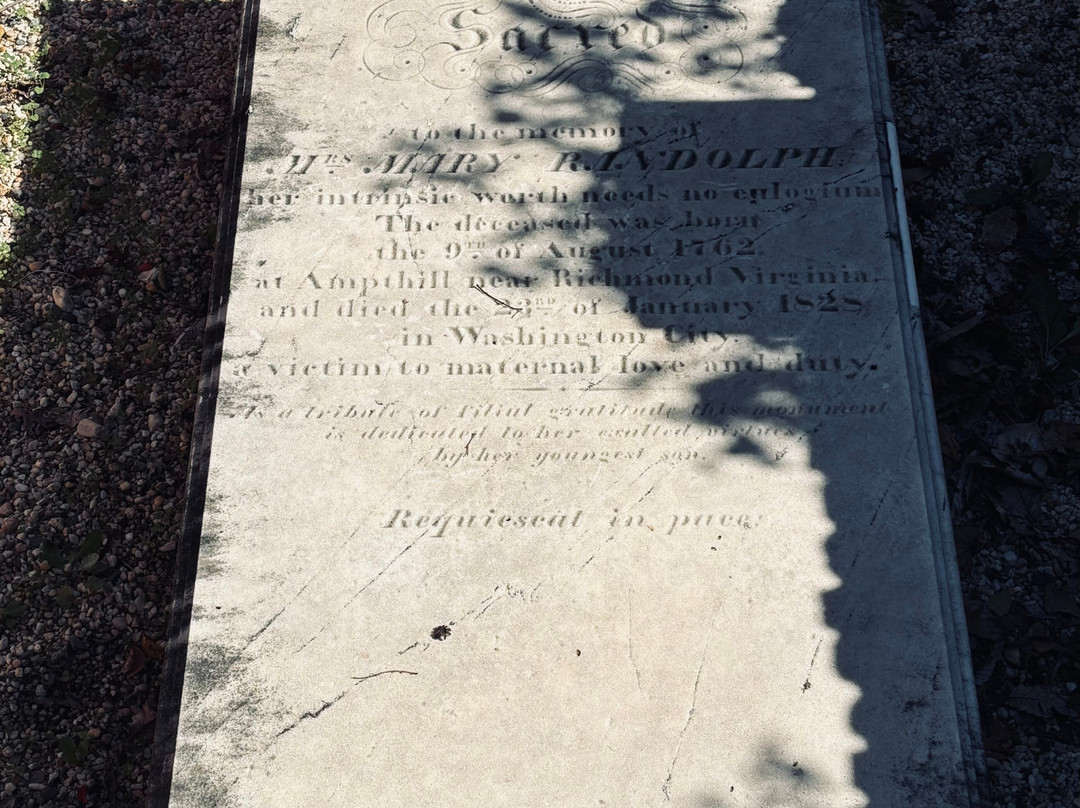 Sacred
to the memory of
Mrs MARY RANDOLPH
her intrinsic worth needs no eulogium
The deceased was born
the 9TH of August 1762.
at Ampthill near Richmond Virginia.
and died the 23RD of January 1828
in Washington City.
a victim to maternal love and duty.
As a tribute of filial gratitude this monument
is dedicated to her exalted virtues,
by her youngest son.
Requiescat in pace.